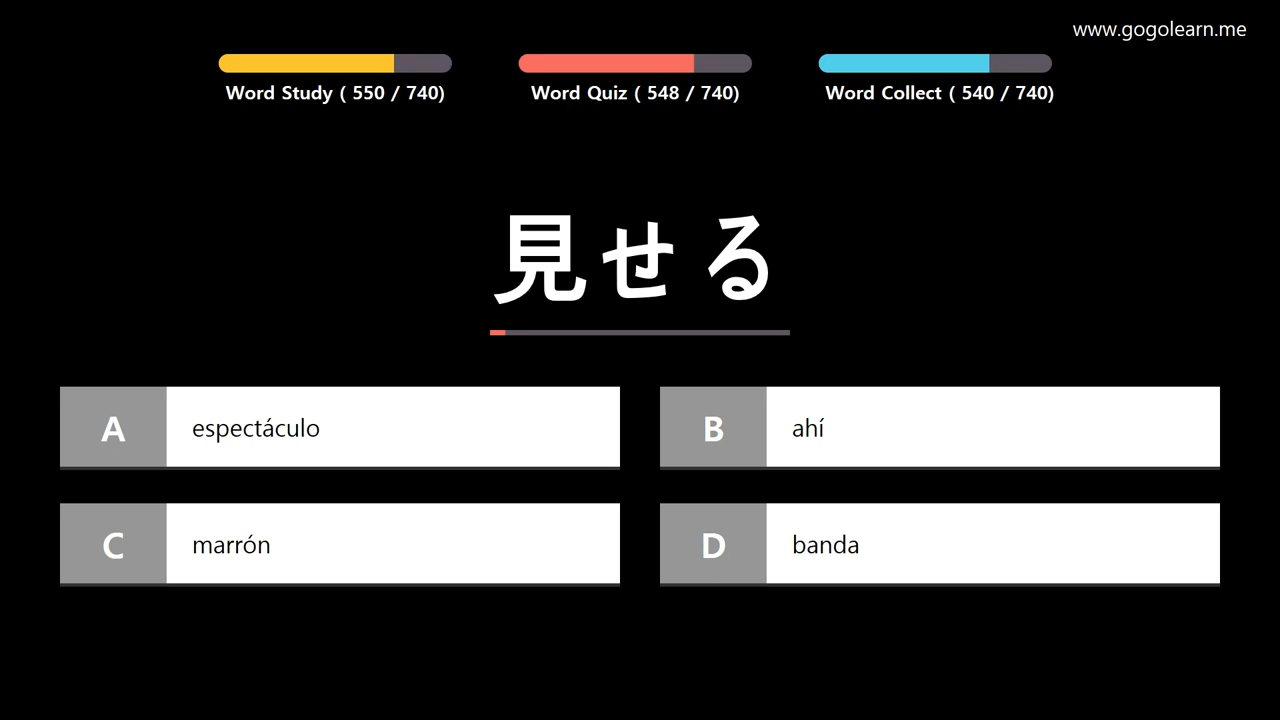 www.gogolearn.me
Word Study ( 550 / 740)
Word Quiz ( 548 / 740)
Word Collect ( 540 / 740)
見せる
A espectáculo
B ahí
C marrón
D banda